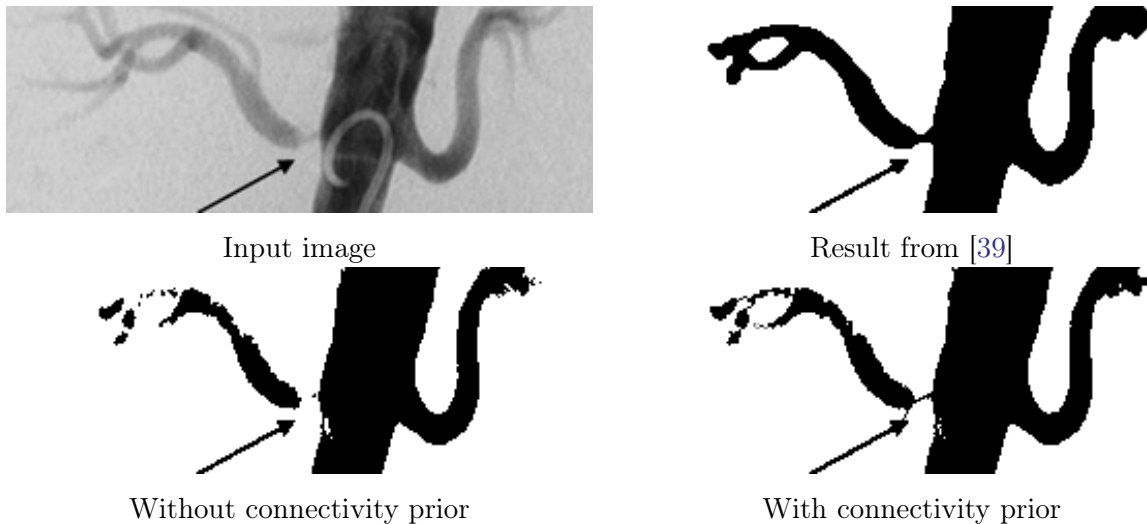 Input image
Result from [39]
Without connectivity prior
With connectivity prior